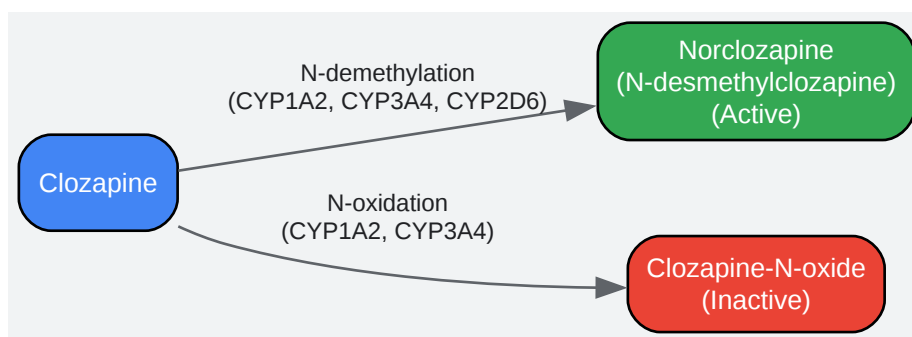 Clozapine
N-demethylation
(CYP1A2, CYP3A4, CYP2D6)
Norclozapine
(N-desmethylclozapine)
(Active)
N-oxidation
(CYP1A2, CYP3A4)
Clozapine-N-oxide
(Inactive)